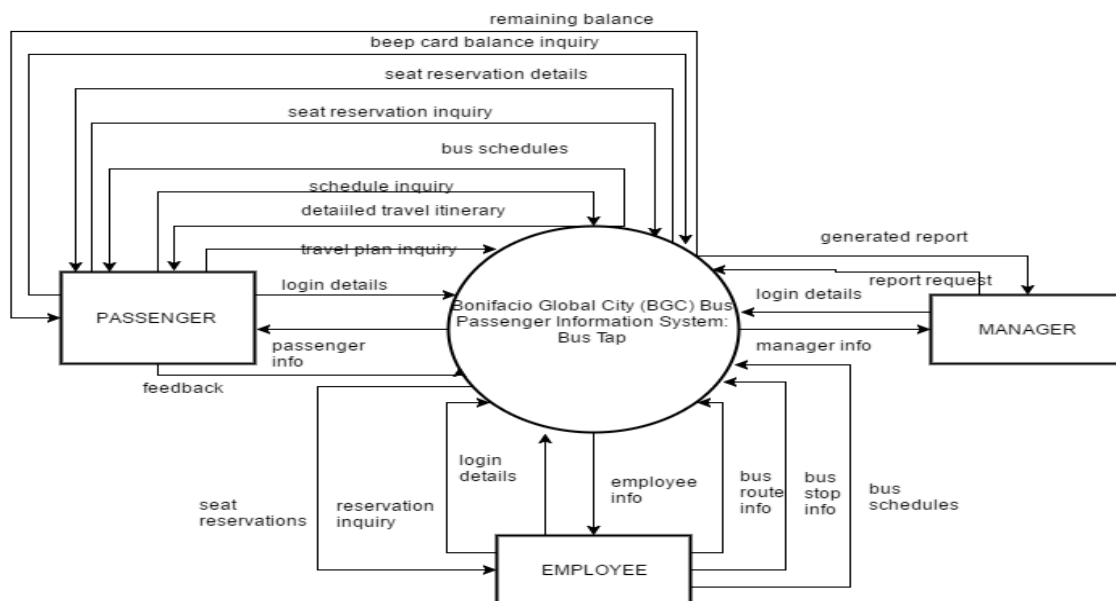 remaining balance
beep card balance inquiry
seat reservation details
seat reservation inquiry
bus schedules
schedule inquiry
detaiiled travel itinerary
travel plan inquiry
generated report
report request
login details
login details
Bonifacio Global City (BGC) Bus
Passenger Information System:
Bus Tap
PASSENGER
MANAGER
passenger
info
manager info
feedback
login
details
employee
info
bus
route
info
bus
stop
info
bus
schedules
seat
reservations
reservation
inquiry
EMPLOYEE